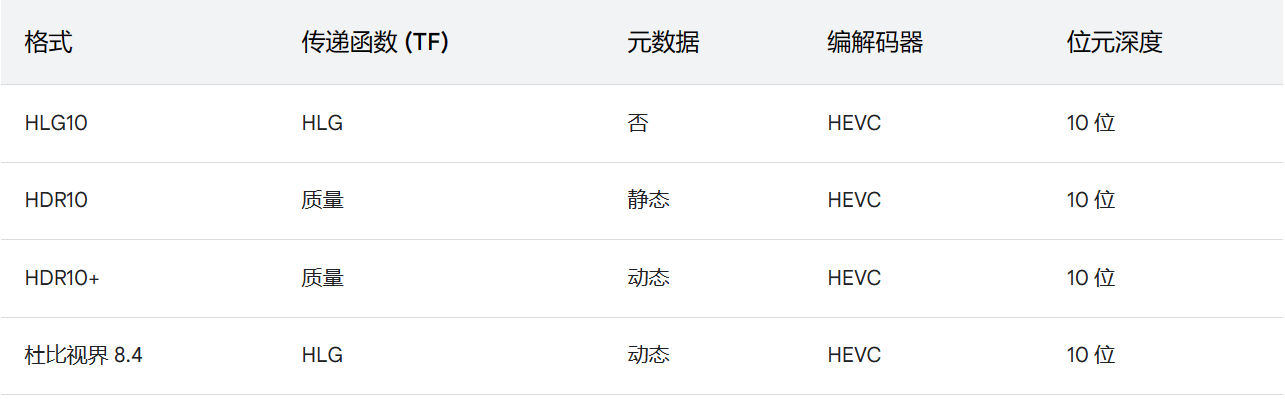 格式 传递函数 (TF) 元数据 编解码器 位元深度
HLG10 HLG 否 HEVC 10 位
HDR10 质量 静态 HEVC 10 位
HDR10+ 质量 动态 HEVC 10 位
杜比视界 8.4 HLG 动态 HEVC 10 位